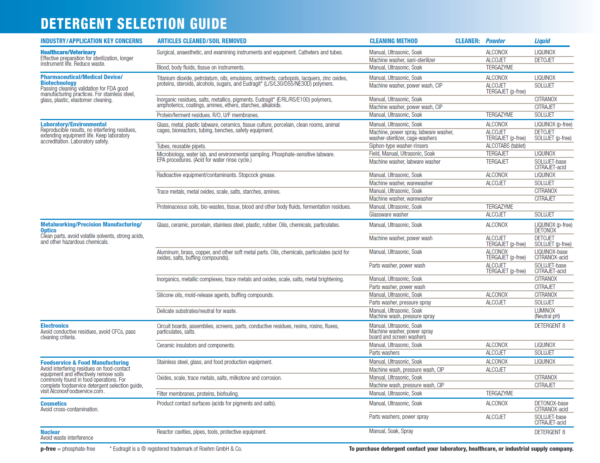 DETERGENT SELECTION GUIDE
INDUSTRY/APPLICATION KEY CONCERNS ARTICLES CLEANED/SOIL REMOVED CLEANING METHOD CLEANER: Powder Liquid
Healthcare/Veterinary
Effective preparation for sterilization, longer
instrument life. Reduce waste.
Surgical, anaesthetic, and examining instruments and equipment. Catheters and tubes. Manual, Ultrasonic, Soak ALCONOX LIQUINOX
Machine washer, sani-sterilizer ALCOJET DETOJET
Blood, body fluids, tissue on instruments. Manual, Ultrasonic, Soak TERGAZYME
Pharmaceutical/Medical Device/
Biotechnology
Passing cleaning validation for FDA good
manufacturing practices. For stainless steel,
glass, plastic, elastomer cleaning.
Titanium dioxide, petrolatum, oils, emulsions, ointments, carbopols, lacquers, zinc oxides,
proteins, steroids, alcohols, sugars, and Eudragit* (L/S/L30/D55/NE30D) polymers.
Manual, Ultrasonic, Soak ALCONOX LIQUINOX
Machine washer, power wash, CIP ALCOJET SOLUJET
TERGAJET (p-free)
Inorganic residues, salts, metallics, pigments, Eudragit* (E/RL/RS/E100) polymers,
amphoterics, coatings, amines, ethers, starches, alkaloids.
Manual, Ultrasonic, Soak CITRANOX
Machine washer, power wash, CIP CITRAJET
Protein/ferment residues. R/O, U/F membranes. Manual, Ultrasonic, Soak TERGAZYME SOLUJET
Laboratory/Environmental
Reproducible results, no interfering residues,
extending equipment life. Keep laboratory
accreditation. Laboratory safety.
Glass, metal, plastic labware, ceramics, tissue culture, porcelain, clean rooms, animal
cages, bioreactors, tubing, benches, safety equipment.
Manual, Ultrasonic, Soak ALCONOX LIQUINOX (p-free)
Machine, power spray, labware washer,
washer-sterilizer, cage-washers
ALCOJET DETOJET
TERGAJET (p-free) SOLUJET (p-free)
Tubes, reusable pipets. Siphon-type washer-rinsers ALCOTABS (tablet)
Microbiology, water lab, and environmental sampling. Phosphate-sensitive labware.
EPA procedures. (Acid for water rinse cycle.)
Field, Manual, Ultrasonic, Soak TERGAJET LIQUINOX
Machine washer, labware washer TERGAJET SOLUJET-base
CITRAJET-acid
Radioactive equipment/contaminants. Stopcock grease. Manual, Ultrasonic, Soak ALCONOX LIQUINOX
Machine washer, warewasher ALCOJET SOLUJET
Trace metals, metal oxides, scale, salts, starches, amines. Manual, Ultrasonic, Soak CITRANOX
Machine washer, warewasher CITRAJET
Proteinaceous soils, bio-wastes, tissue, blood and other body fluids, fermentation residues. Manual, Ultrasonic, Soak TERGAZYME
Glassware washer ALCOJET SOLUJET
Metalworking/Precision Manufacturing/
Optics
Clean parts, avoid volatile solvents, strong acids,
and other hazardous chemicals.
Glass, ceramic, porcelain, stainless steel, plastic, rubber. Oils, chemicals, particulates. Manual, Ultrasonic, Soak ALCONOX LIQUINOX (p-free)
DETONOX
Machine washer, power wash ALCOJET DETOJET
TERGAJET (p-free) SOLUJET (p-free)
Aluminum, brass, copper, and other soft metal parts. Oils, chemicals, particulates (acid for
oxides, salts, buffing compounds).
Manual, Ultrasonic, Soak ALCONOX LIQUINOX-base
TERGAJET (p-free) CITRANOX-acid
Parts washer, power wash ALCOJET SOLUJET-base
TERGAJET (p-free) CITRAJET-acid
Inorganics, metallic complexes, trace metals and oxides, scale, salts, metal brightening. Manual, Ultrasonic, Soak CITRANOX
Parts washer, power wash CITRAJET
Silicone oils, mold-release agents, buffing compounds. Manual, Ultrasonic, Soak ALCONOX CITRANOX
Parts washer, pressure spray ALCOJET SOLUJET
Delicate substrates/neutral for waste. Manual, Ultrasonic, Soak LUMINOX
Machine wash, pressure spray (Neutral pH)
Electronics
Avoid conductive residues, avoid CFCs, pass
cleaning criteria.
Circuit boards, assemblies, screens, parts, conductive residues, resins, rosins, fluxes,
particulates, salts.
Manual, Ultrasonic, Soak DETERGENT 8
Machine washer, power spray
board and screen washers
Ceramic insulators and components. Manual, Ultrasonic, Soak ALCONOX LIQUINOX
Parts washers ALCOJET SOLUJET
Foodservice & Food Manufacturing
Avoid interfering residues on food-contact
equipment and effectively remove soils
commonly found in food operations. For
complete foodservice detergent selection guide,
visit AlconoxFoodservice.com.
Stainless steel, glass, and food production equipment. Manual, Ultrasonic, Soak ALCONOX LIQUINOX
Machine wash, pressure wash, CIP ALCOJET
Oxides, scale, trace metals, salts, milkstone and corrosion. Manual, Ultrasonic, Soak CITRANOX
Machine wash, pressure wash, CIP CITRAJET
Filter membranes, proteins, biofouling. Manual, Ultrasonic, Soak TERGAZYME
Cosmetics
Avoid cross-contamination.
Product contact surfaces (acids for pigments and salts). Manual, Ultrasonic, Soak ALCONOX DETONOX-base
CITRANOX-acid
Parts washers, power spray ALCOJET SOLUJET-base
CITRAJET-acid
Nuclear
Avoid waste interference
Reactor cavities, pipes, tools, protective equipment. Manual, Soak, Spray DETERGENT 8
p-free = phosphate-free * Eudragit is a ® registered trademark of Roehm GmbH & Co. To purchase detergent contact your laboratory, healthcare, or industrial supply company.